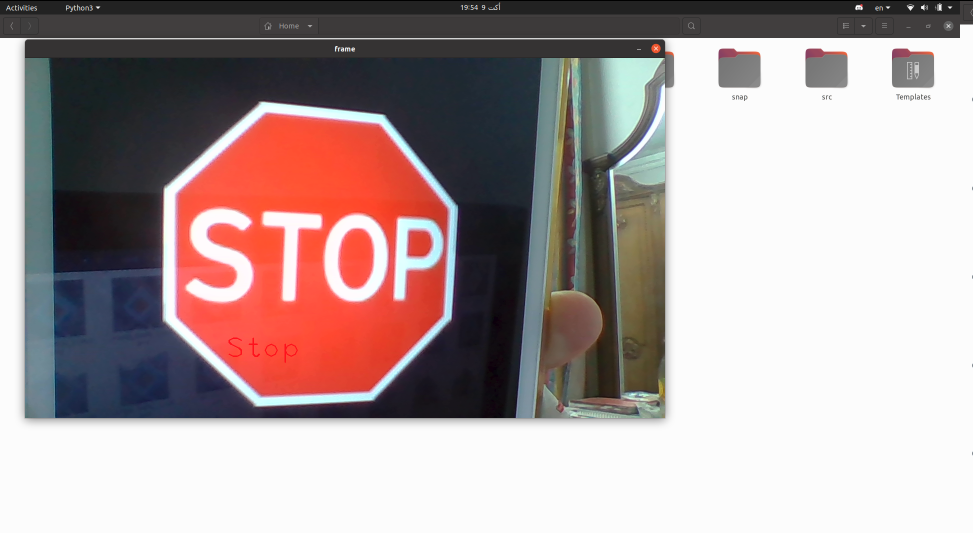 Activities
Python3
19:54 9 أكت
en
Home
frame
STOP
Stop
snap
src
Templates